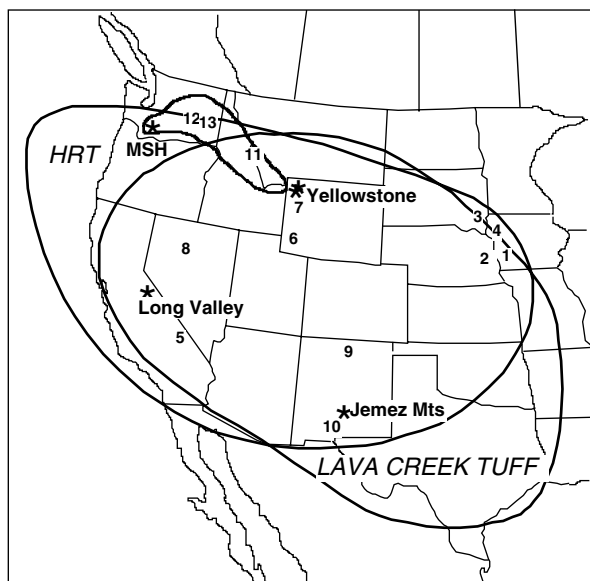 12 13
HRT
MSH
11
Yellowstone
7
3
4
6
8
2 1
Long Valley
5
9
Jemez Mts
10
LAVA CREEK TUFF